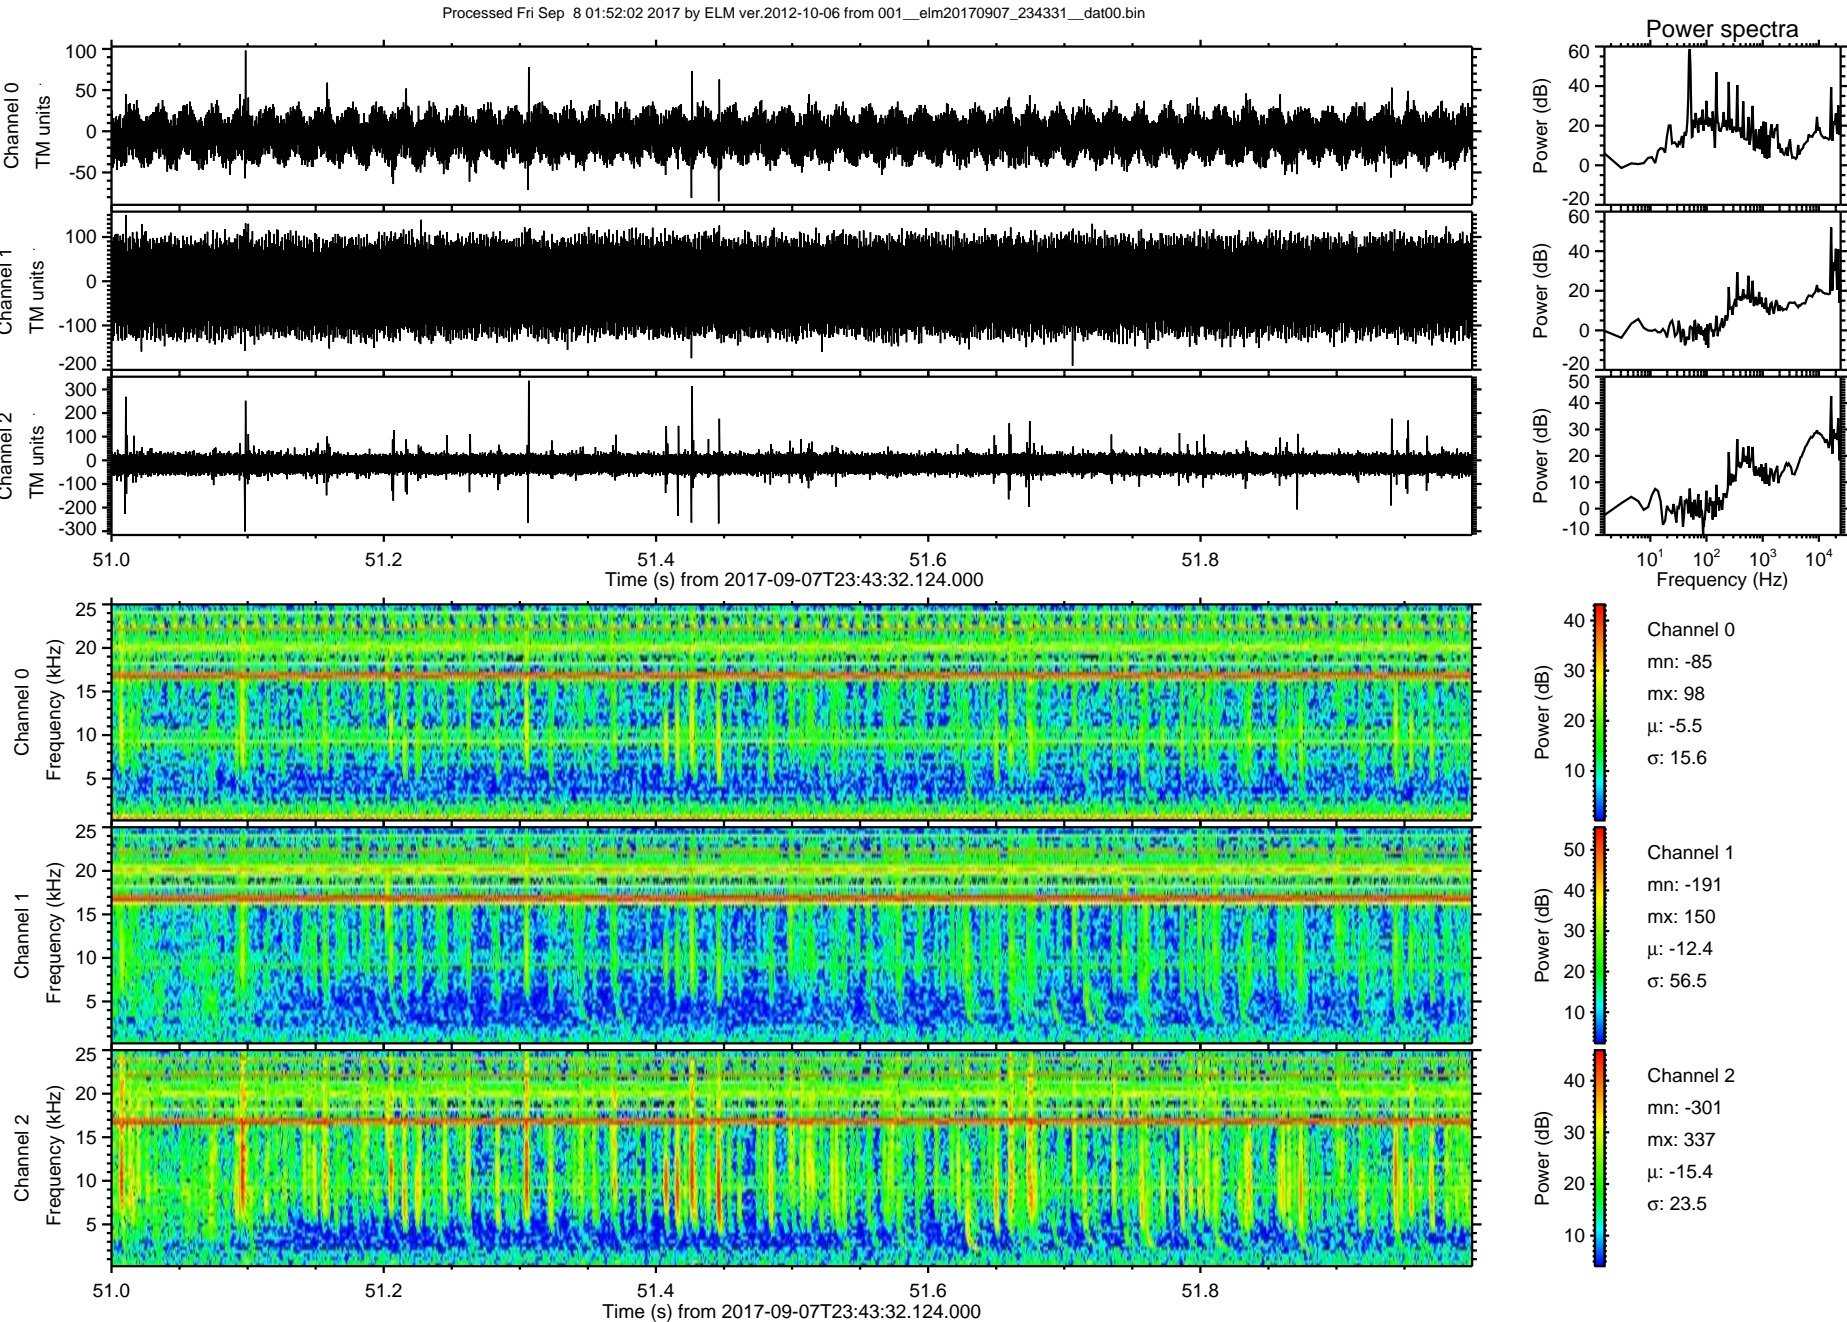 Processed Fri Sep 8 01:52:02 2017 by ELM ver.2012-10-06 from 001__elm20170907_234331__dat00.bin
Power spectra
Channel 0
TM units
100
50
0
-50
Power (dB)
60
40
20
0
-20
Channel 1
TM units
100
0
-100
-200
Power (dB)
60
40
20
0
-20
Channel 2
TM units
300
200
100
0
-100
-200
-300
Power (dB)
50
40
30
20
10
0
-10
51.0 51.2 51.4 51.6 51.8
Time (s) from 2017-09-07T23:43:32.124.000
10^1 10^2 10^3 10^4
Frequency (Hz)
Channel 0
Frequency (kHz)
25
20
15
10
5
Power (dB)
40
30
20
10
Channel 0
mn: -85
mx: 98
μ: -5.5
σ: 15.6
Channel 1
Frequency (kHz)
25
20
15
10
5
Power (dB)
50
40
30
20
10
Channel 1
mn: -191
mx: 150
μ: -12.4
σ: 56.5
Channel 2
Frequency (kHz)
25
20
15
10
5
Power (dB)
40
30
20
10
Channel 2
mn: -301
mx: 337
μ: -15.4
σ: 23.5
51.0 51.2 51.4 51.6 51.8
Time (s) from 2017-09-07T23:43:32.124.000